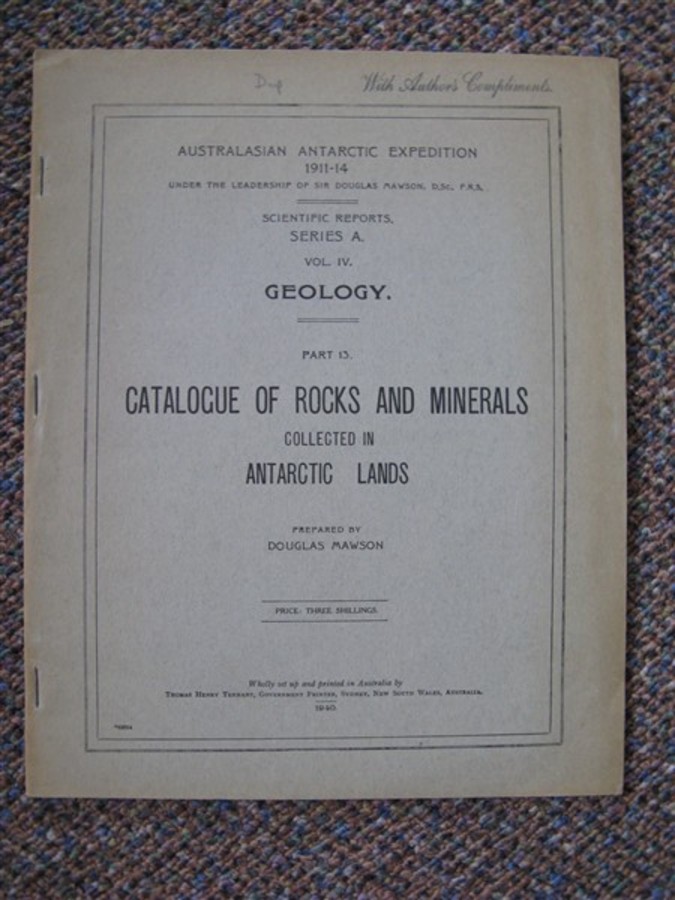 Dup
With Author's Compliments.
AUSTRALASIAN ANTARCTIC EXPEDITION
1911-14
UNDER THE LEADERSHIP OF SIR DOUGLAS MAWSON, D.Sc., F.R.S.
SCIENTIFIC REPORTS.
SERIES A.
VOL. IV.
GEOLOGY.
PART 13.
CATALOGUE OF ROCKS AND MINERALS
COLLECTED IN
ANTARCTIC LANDS
PREPARED BY
DOUGLAS MAWSON
PRICE: THREE SHILLINGS.
Wholly set up and printed in Australia by
THOMAS HENRY TENNANT, GOVERNMENT PRINTER, SYDNEY, NEW SOUTH WALES, AUSTRALIA.
1940.